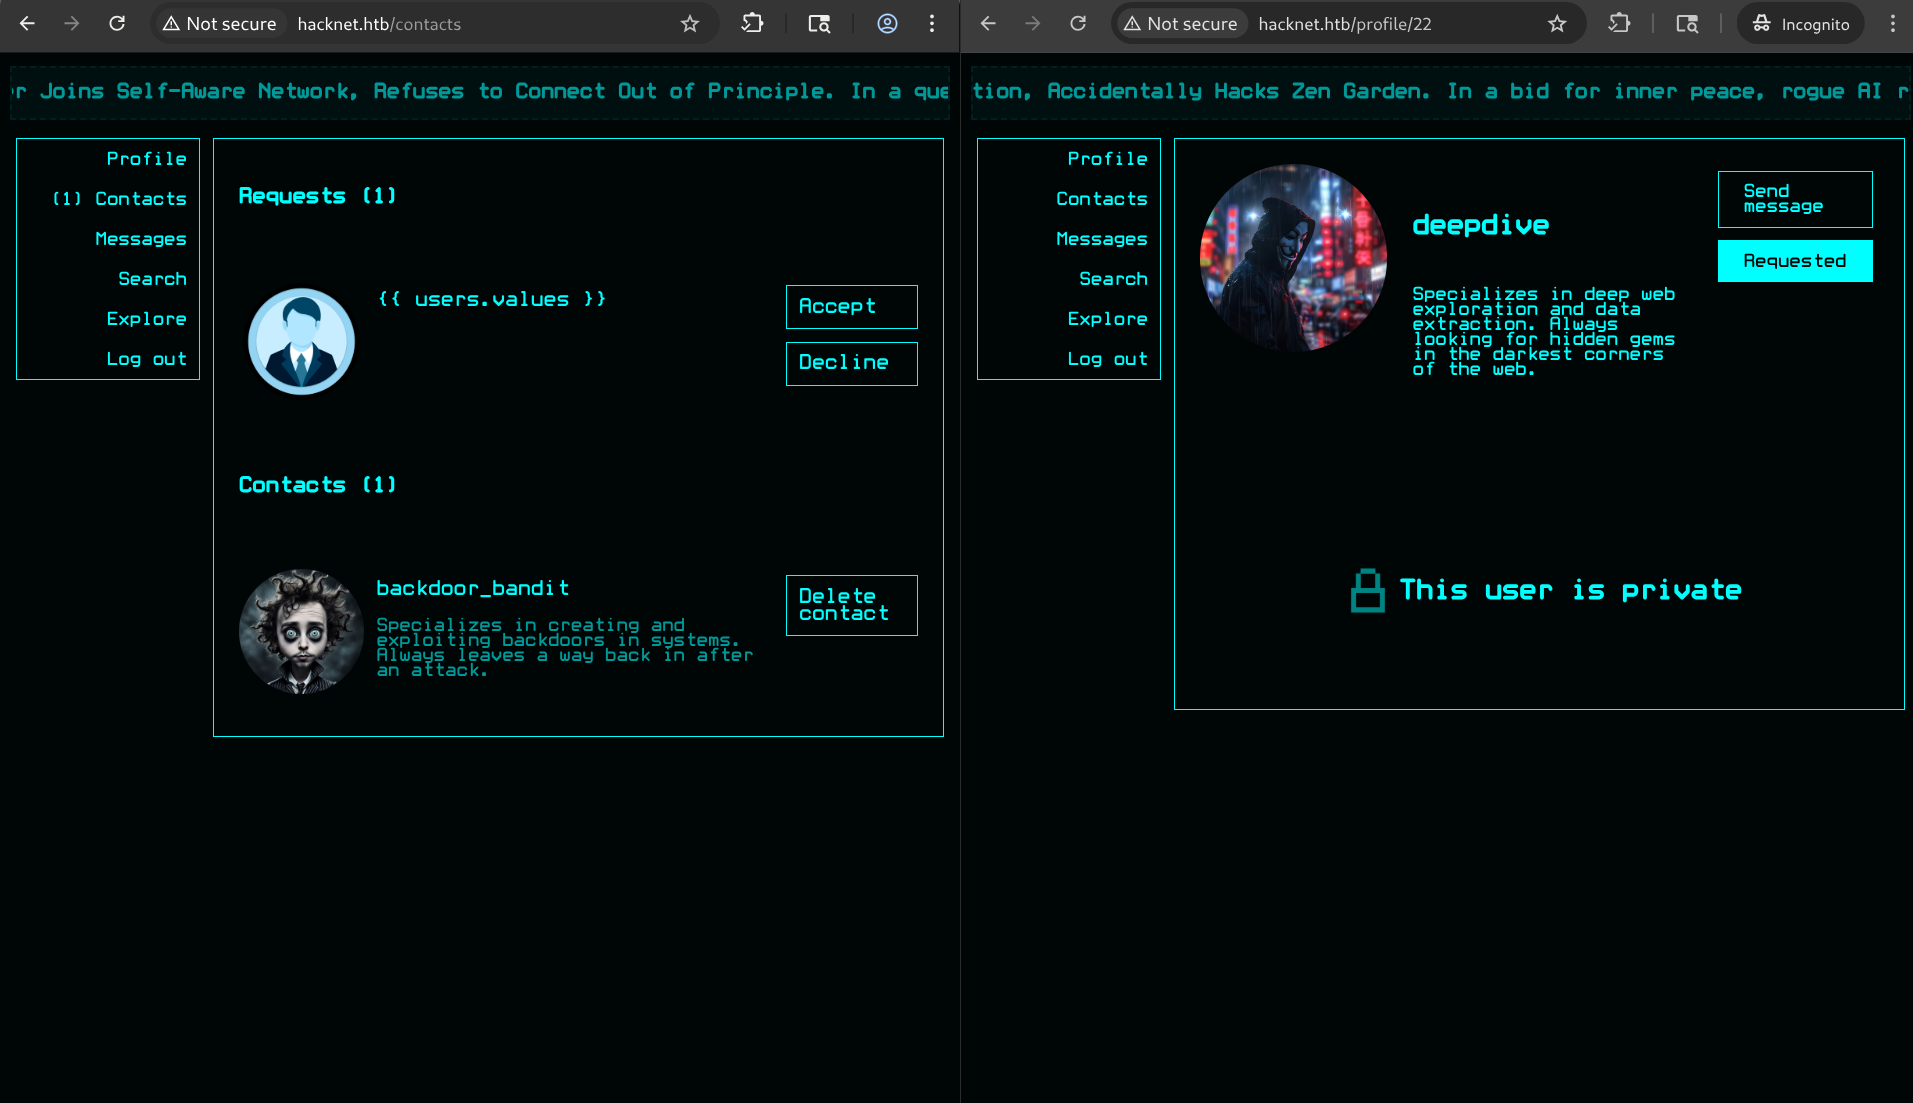 Not secure hacknet.htb/contacts
r Joins Self-Aware Network, Refuses to Connect Out of Principle. In a que
Profile
(1) Contacts
Messages
Search
Explore
Log out
Requests (1)
{{ users.values }}
Accept
Decline
Contacts (1)
backdoor_bandit
Specializes in creating and
exploiting backdoors in systems.
Always leaves a way back in after
an attack.
Delete
contact
Not secure hacknet.htb/profile/22 Incognito
tion, Accidentally Hacks Zen Garden. In a bid for inner peace, rogue AI r
Profile
Contacts
Messages
Search
Explore
Log out
deepdive
Specializes in deep web
exploration and data
extraction. Always
looking for hidden gems
in the darkest corners
of the web.
Send
message
Requested
This user is private